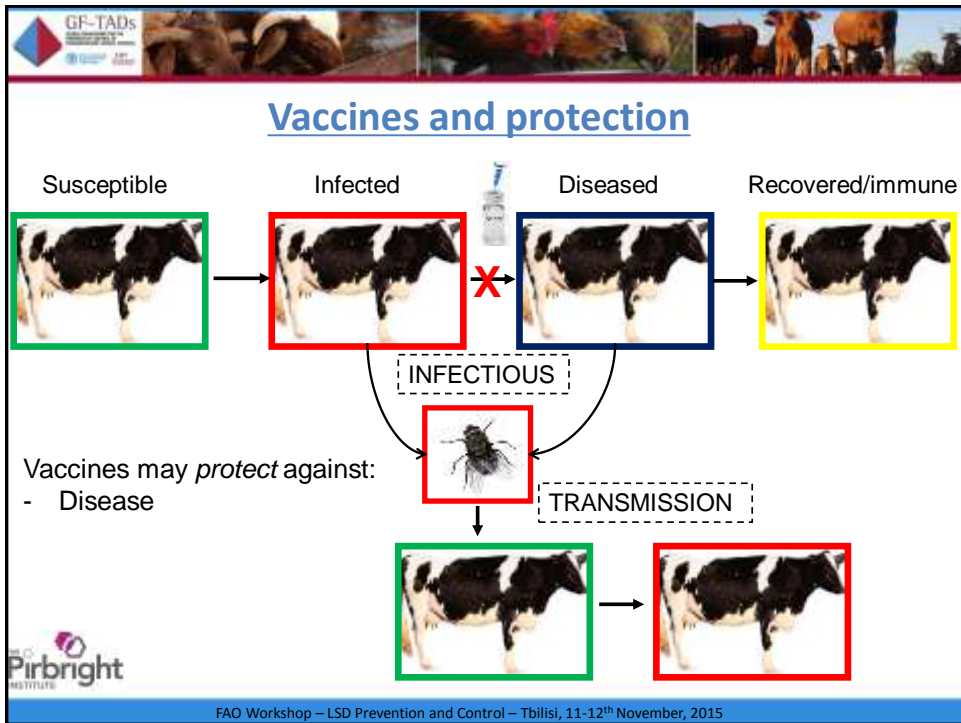 GF-TADs
Vaccines and protection
Susceptible
Infected
Diseased
Recovered/immune
X
INFECTIOUS
Vaccines may protect against:
- Disease
TRANSMISSION
Pirbright
INSTITUTE
FAO Workshop – LSD Prevention and Control – Tbilisi, 11-12th November, 2015